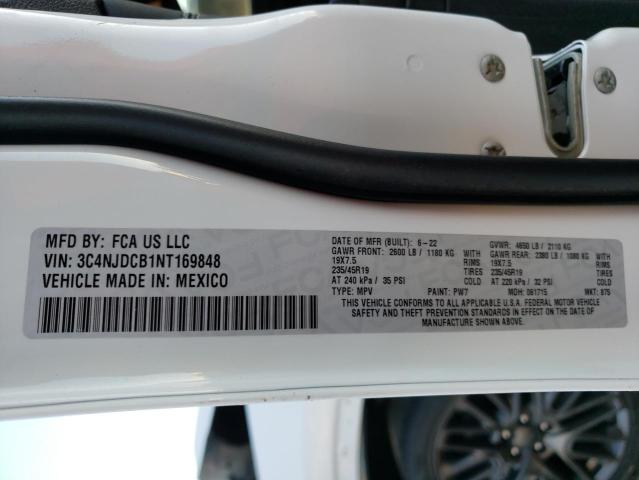 MFD BY: FCA US LLC
VIN: 3C4NJDCB1NT169848
VEHICLE MADE IN: MEXICO
DATE OF MFR (BUILT): 6-22 GVWR: 4650 LB / 2110 KG
GAWR FRONT: 2600 LB / 1180 KG WITH GAWR REAR: 2380 LB / 1080 KG WITH
19X7.5 RIMS 19X7.5 RIMS
235/45R19 TIRES 235/45R19 TIRES
AT 240 kPa / 35 PSI COLD AT 220 kPa / 32 PSI COLD
TYPE: MPV PAINT: PW7 MDH: 061715 WKT: 875
THIS VEHICLE CONFORMS TO ALL APPLICABLE U.S.A. FEDERAL MOTOR VEHICLE
SAFETY AND THEFT PREVENTION STANDARDS IN EFFECT ON THE DATE OF
MANUFACTURE SHOWN ABOVE.